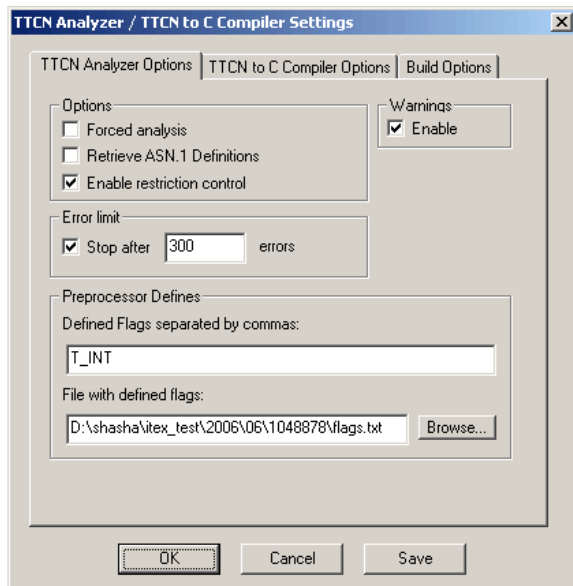 TTCN Analyzer / TTCN to C Compiler Settings
TTCN Analyzer Options TTCN to C Compiler Options Build Options
Options
Forced analysis
Retrieve ASN.1 Definitions
Enable restriction control
Warnings
Enable
Error limit
Stop after 300 errors
Preprocessor Defines
Defined Flags separated by commas:
T_INT
File with defined flags:
D:\shasha\itex_test\2006\06\1048878\flags.txt Browse...
OK Cancel Save